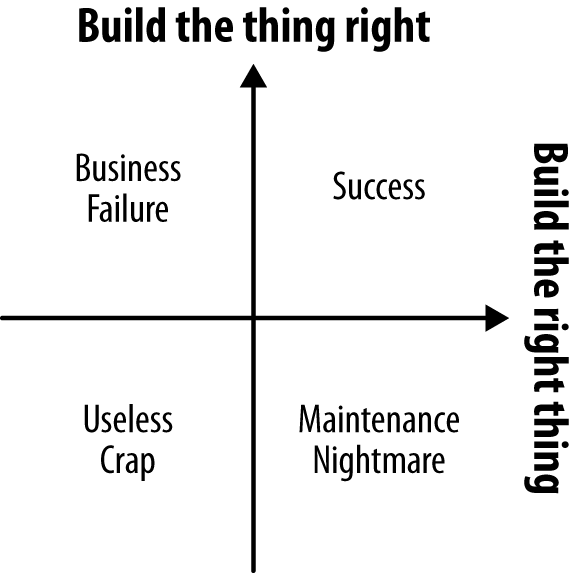 Build the thing right
Business
Failure
Success
Build the right thing
Useless
Crap
Maintenance
Nightmare